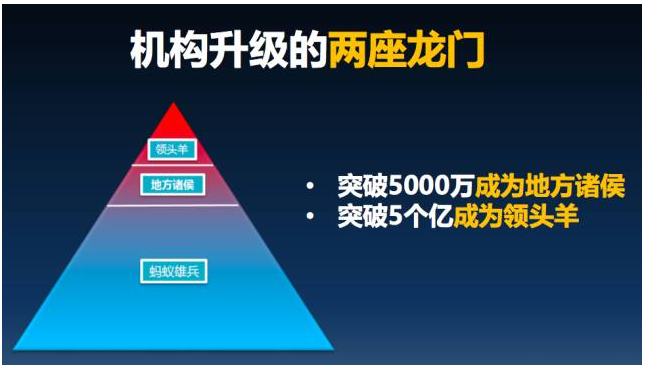 机构升级的两座龙门
领头羊
地方诸侯
蚂蚁雄兵
• 突破5000万成为地方诸侯
• 突破5个亿成为领头羊